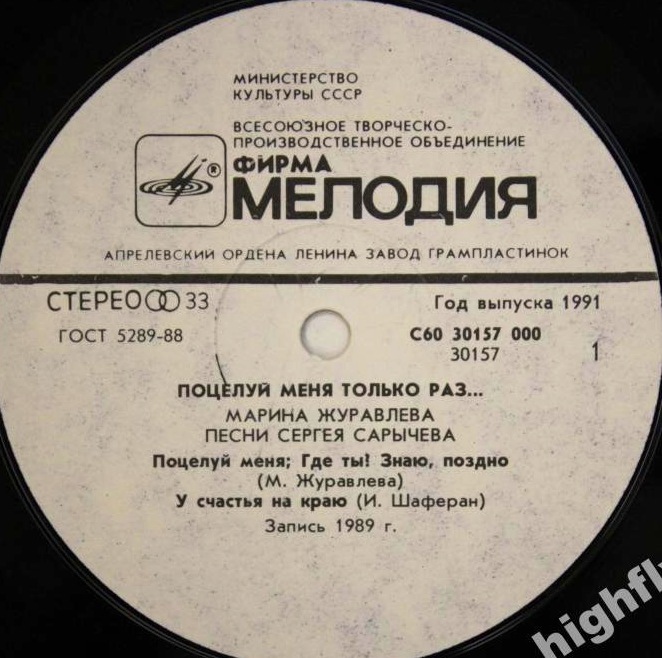 МИНИСТЕРСТВО
КУЛЬТУРЫ СССР
ВСЕСОЮЗНОЕ ТВОРЧЕСКО-
ПРОИЗВОДСТВЕННОЕ ОБЪЕДИНЕНИЕ
®
ФИРМА
МЕЛОДИЯ
АПРЕЛЕВСКИЙ ОРДЕНА ЛЕНИНА ЗАВОД ГРАМПЛАСТИНОК
СТЕРЕО 33
Год выпуска 1991
ГОСТ 5289-88
С60 30157 000
30157
1
ПОЦЕЛУЙ МЕНЯ ТОЛЬКО РАЗ...
МАРИНА ЖУРАВЛЕВА
ПЕСНИ СЕРГЕЯ САРЫЧЕВА
Поцелуй меня; Где ты! Знаю, поздно
(М. Журавлева)
У счастья на краю (И. Шаферан)
Запись 1989 г.